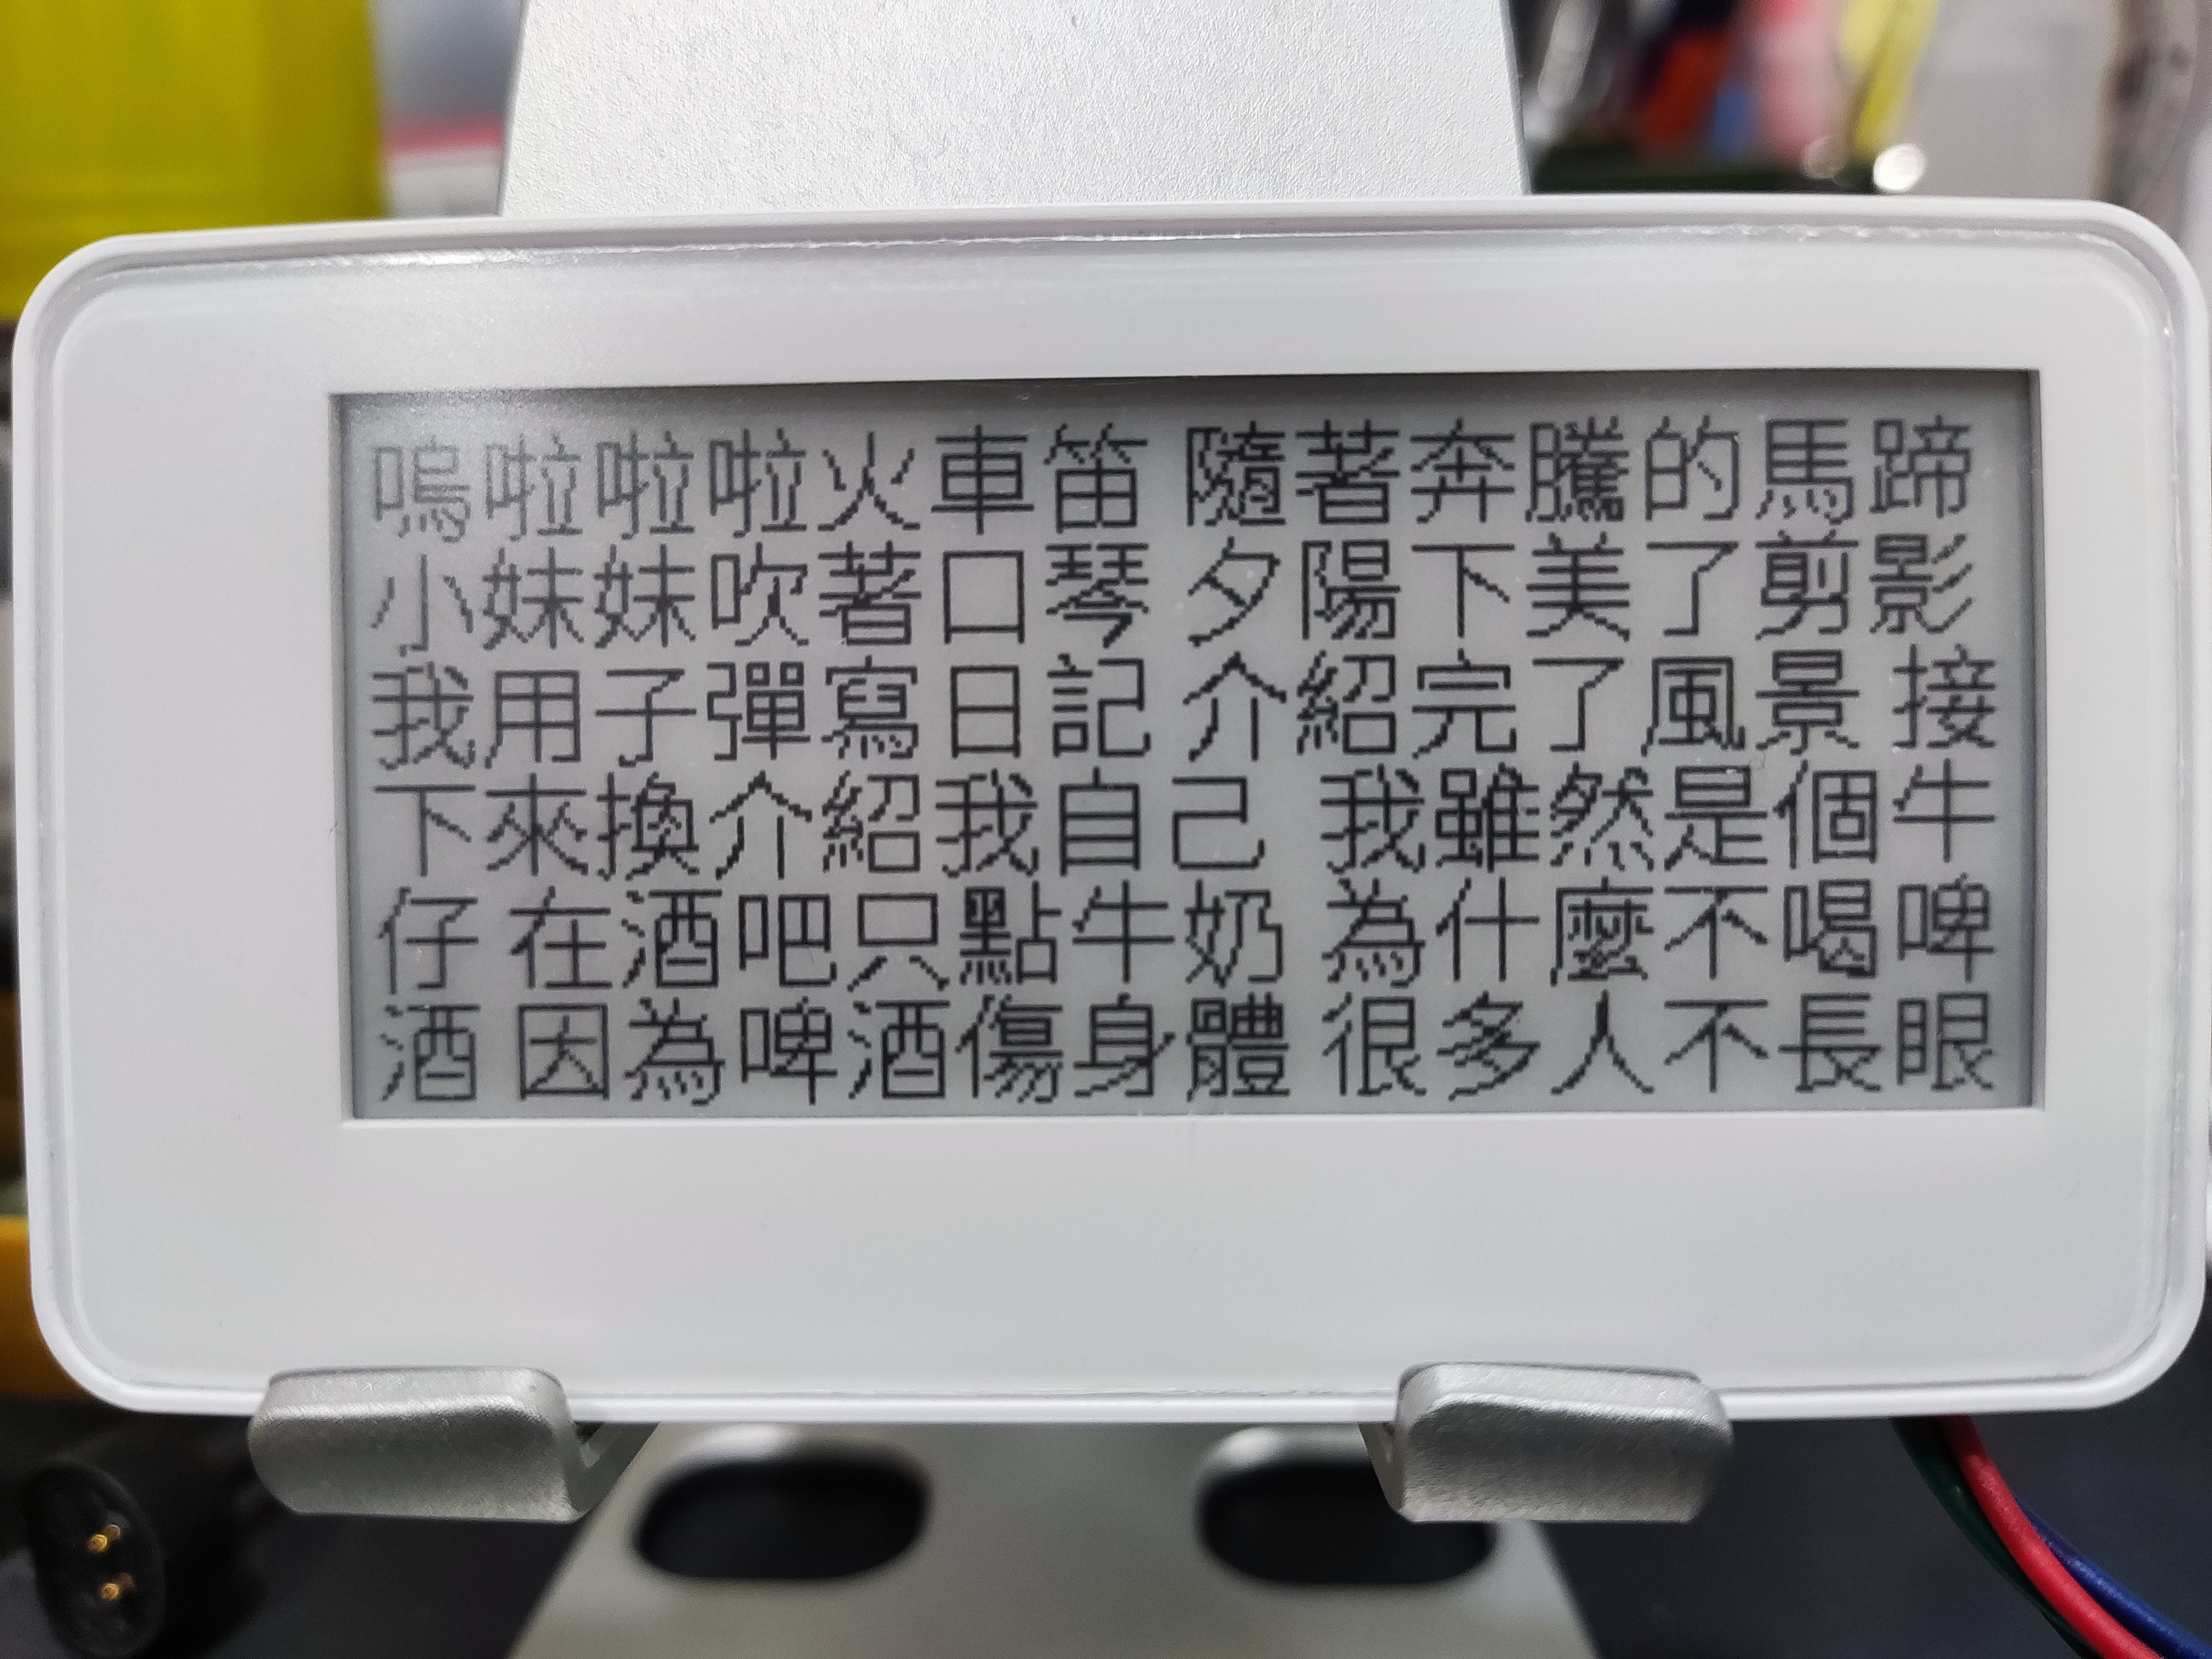 嗚啦啦啦火車笛 隨著奔騰的馬蹄
小妹妹吹著口琴 夕陽下美了剪影
我用子彈寫日記 介紹完了風景 接
下來換介紹我自己 我雖然是個牛
仔 在酒吧只點牛奶 為什麼不喝啤
酒 因為啤酒傷身體 很多人不長眼